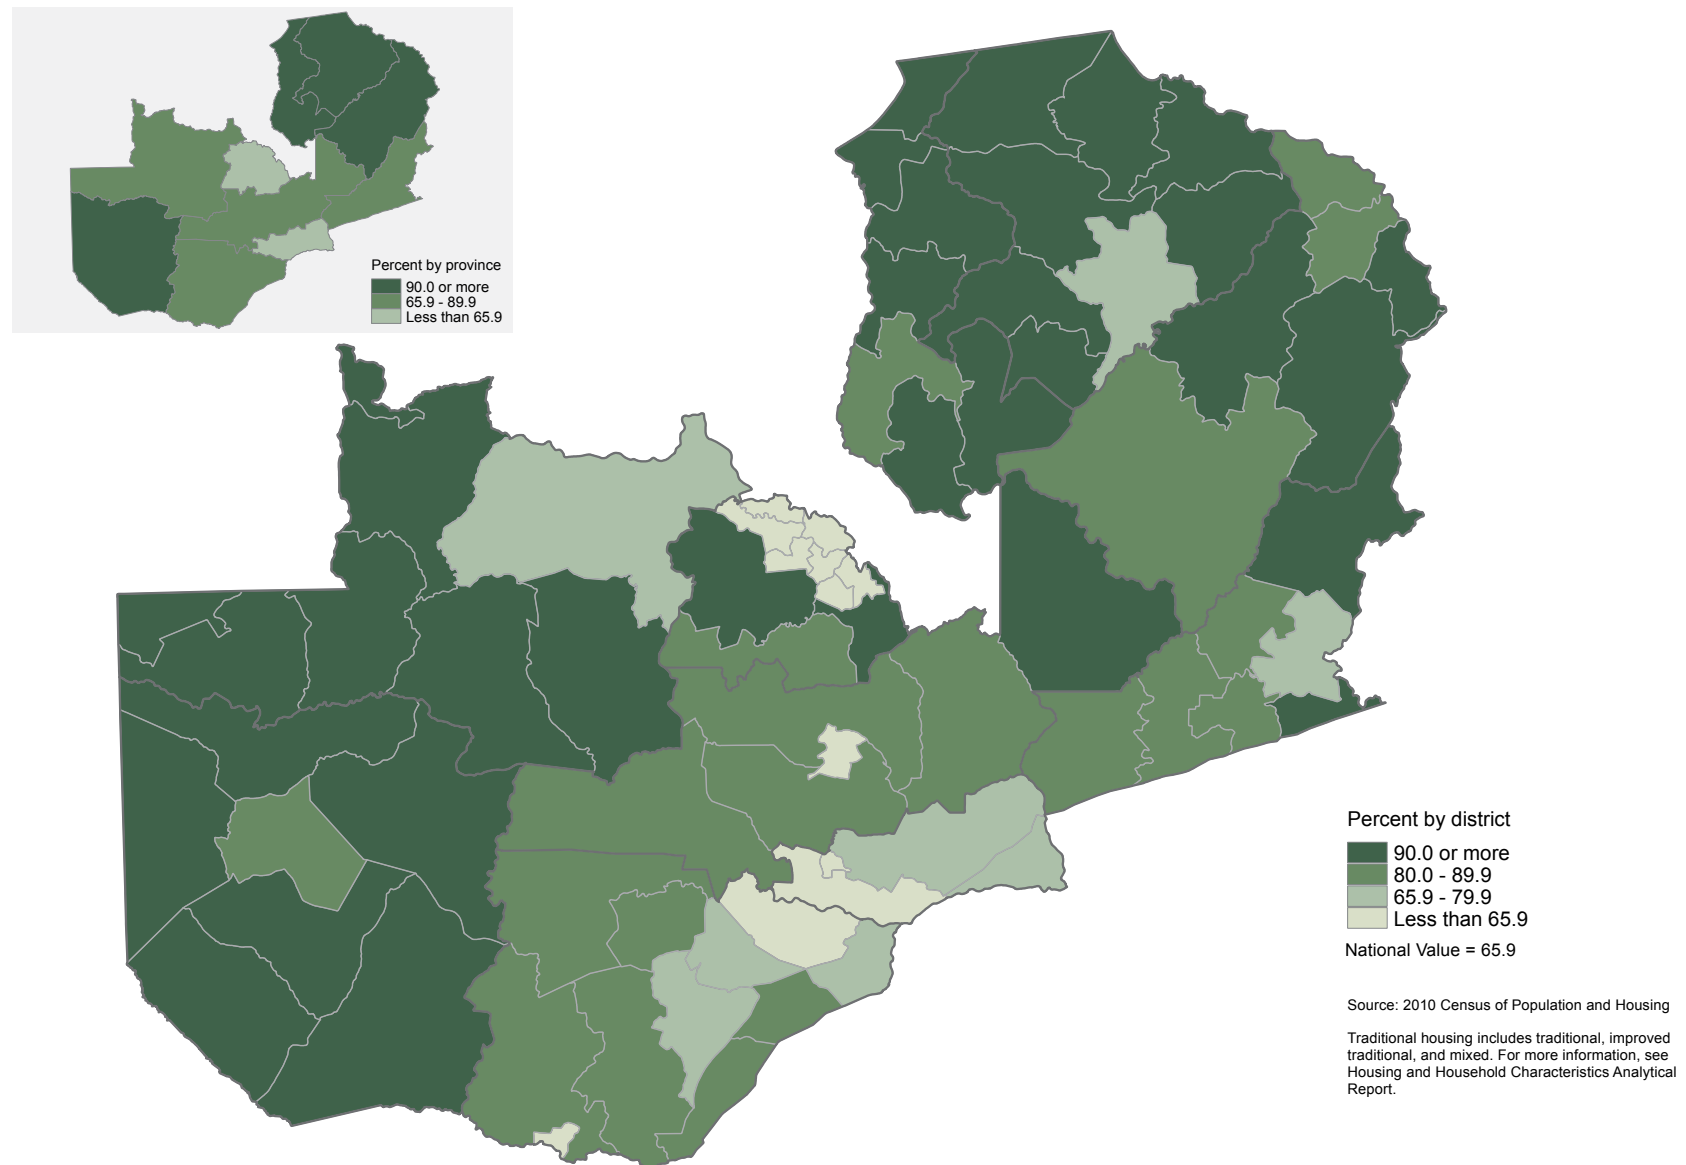 Percent by province
90.0 or more
65.9 - 89.9
Less than 65.9
Percent by district
90.0 or more
80.0 - 89.9
65.9 - 79.9
Less than 65.9
National Value = 65.9
Source: 2010 Census of Population and Housing
Traditional housing includes traditional, improved
traditional, and mixed. For more information, see
Housing and Household Characteristics Analytical
Report.